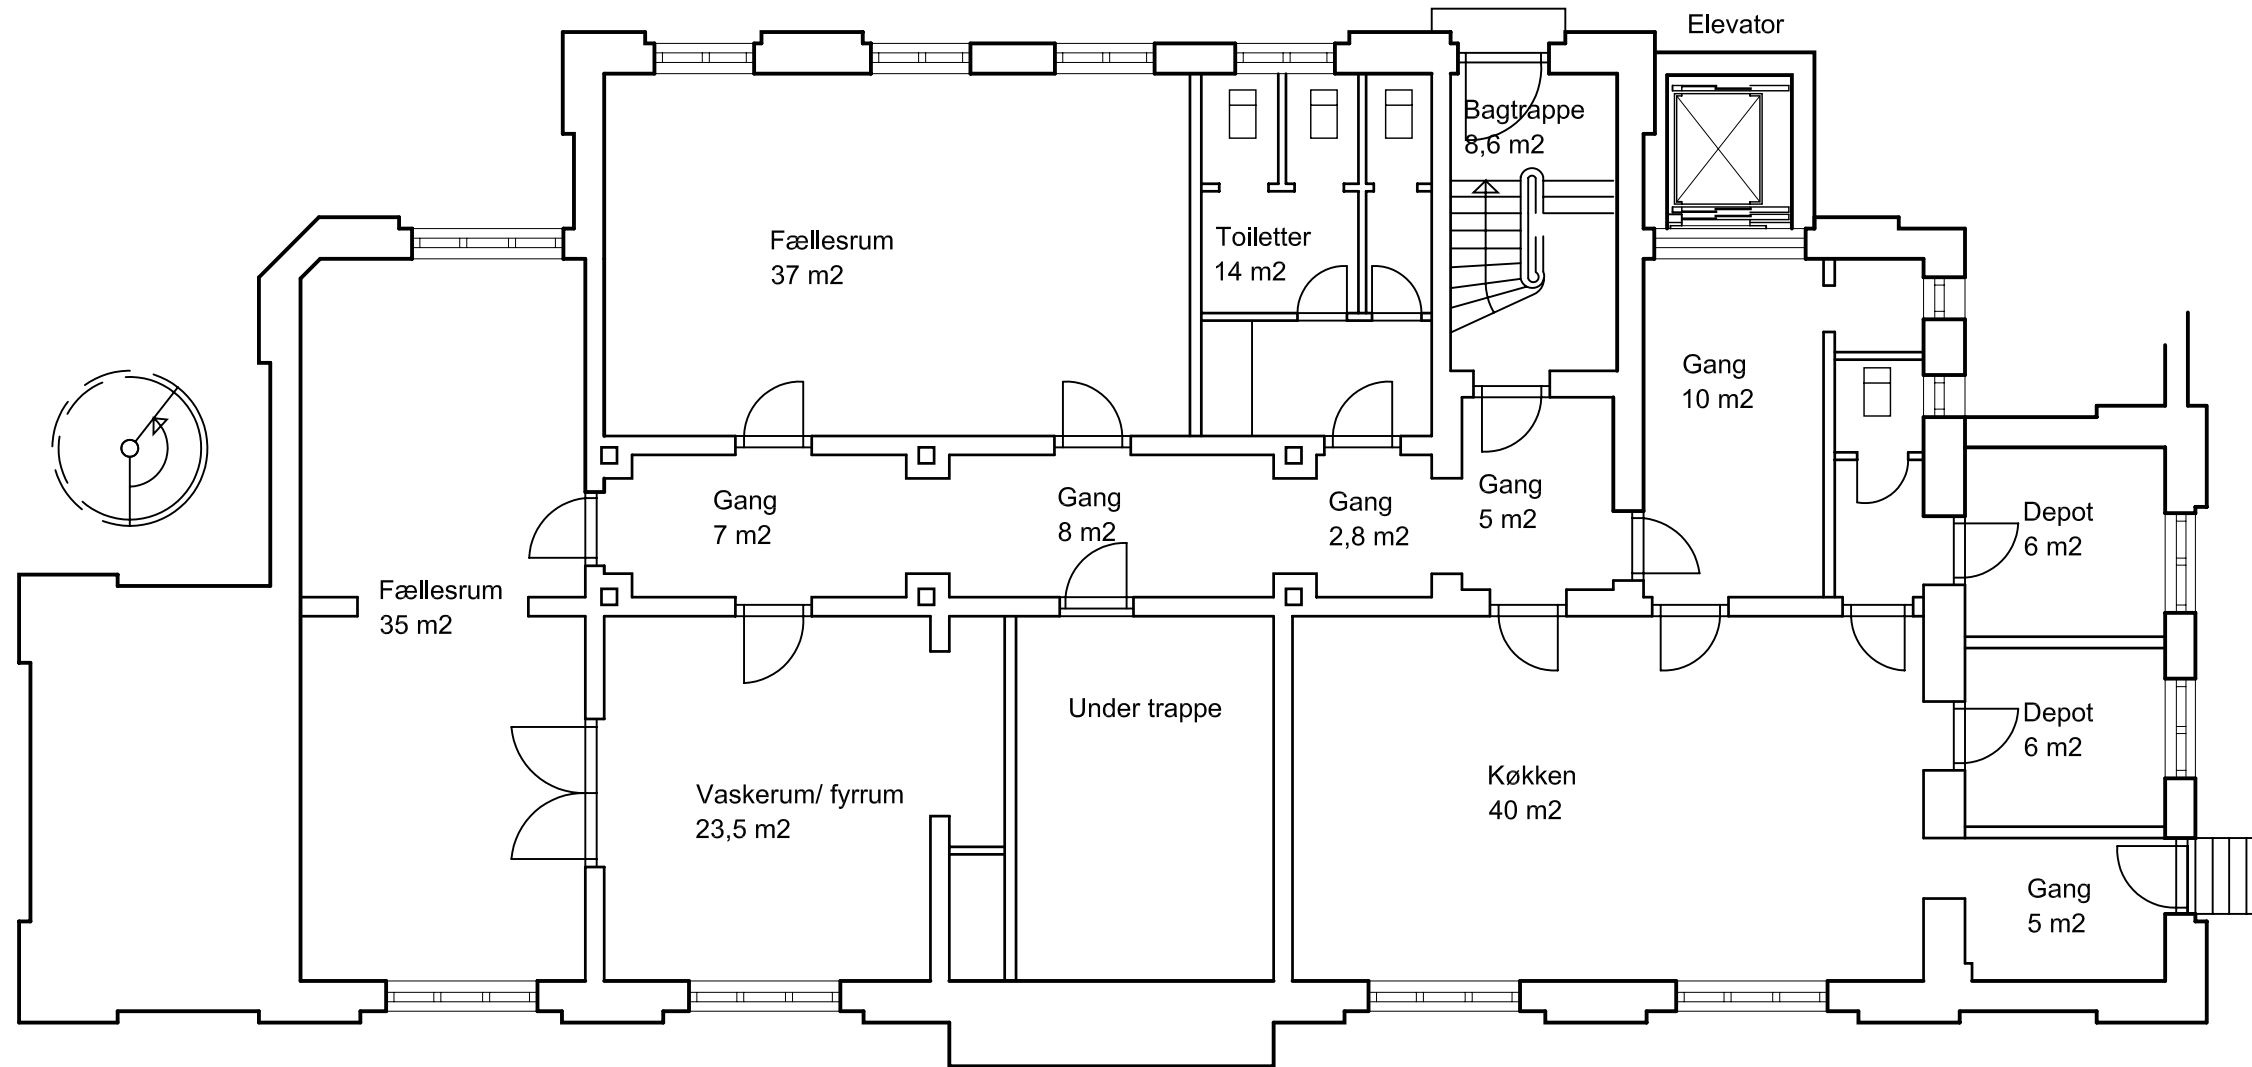 Elevator
Bagtrappe
8,6 m2
Fællesrum
37 m2
Toiletter
14 m2
Gang
10 m2
Gang
7 m2
Gang
8 m2
Gang
2,8 m2
Gang
5 m2
Depot
6 m2
Fællesrum
35 m2
Under trappe
Depot
6 m2
Vaskerum/ fyrrum
23,5 m2
Køkken
40 m2
Gang
5 m2